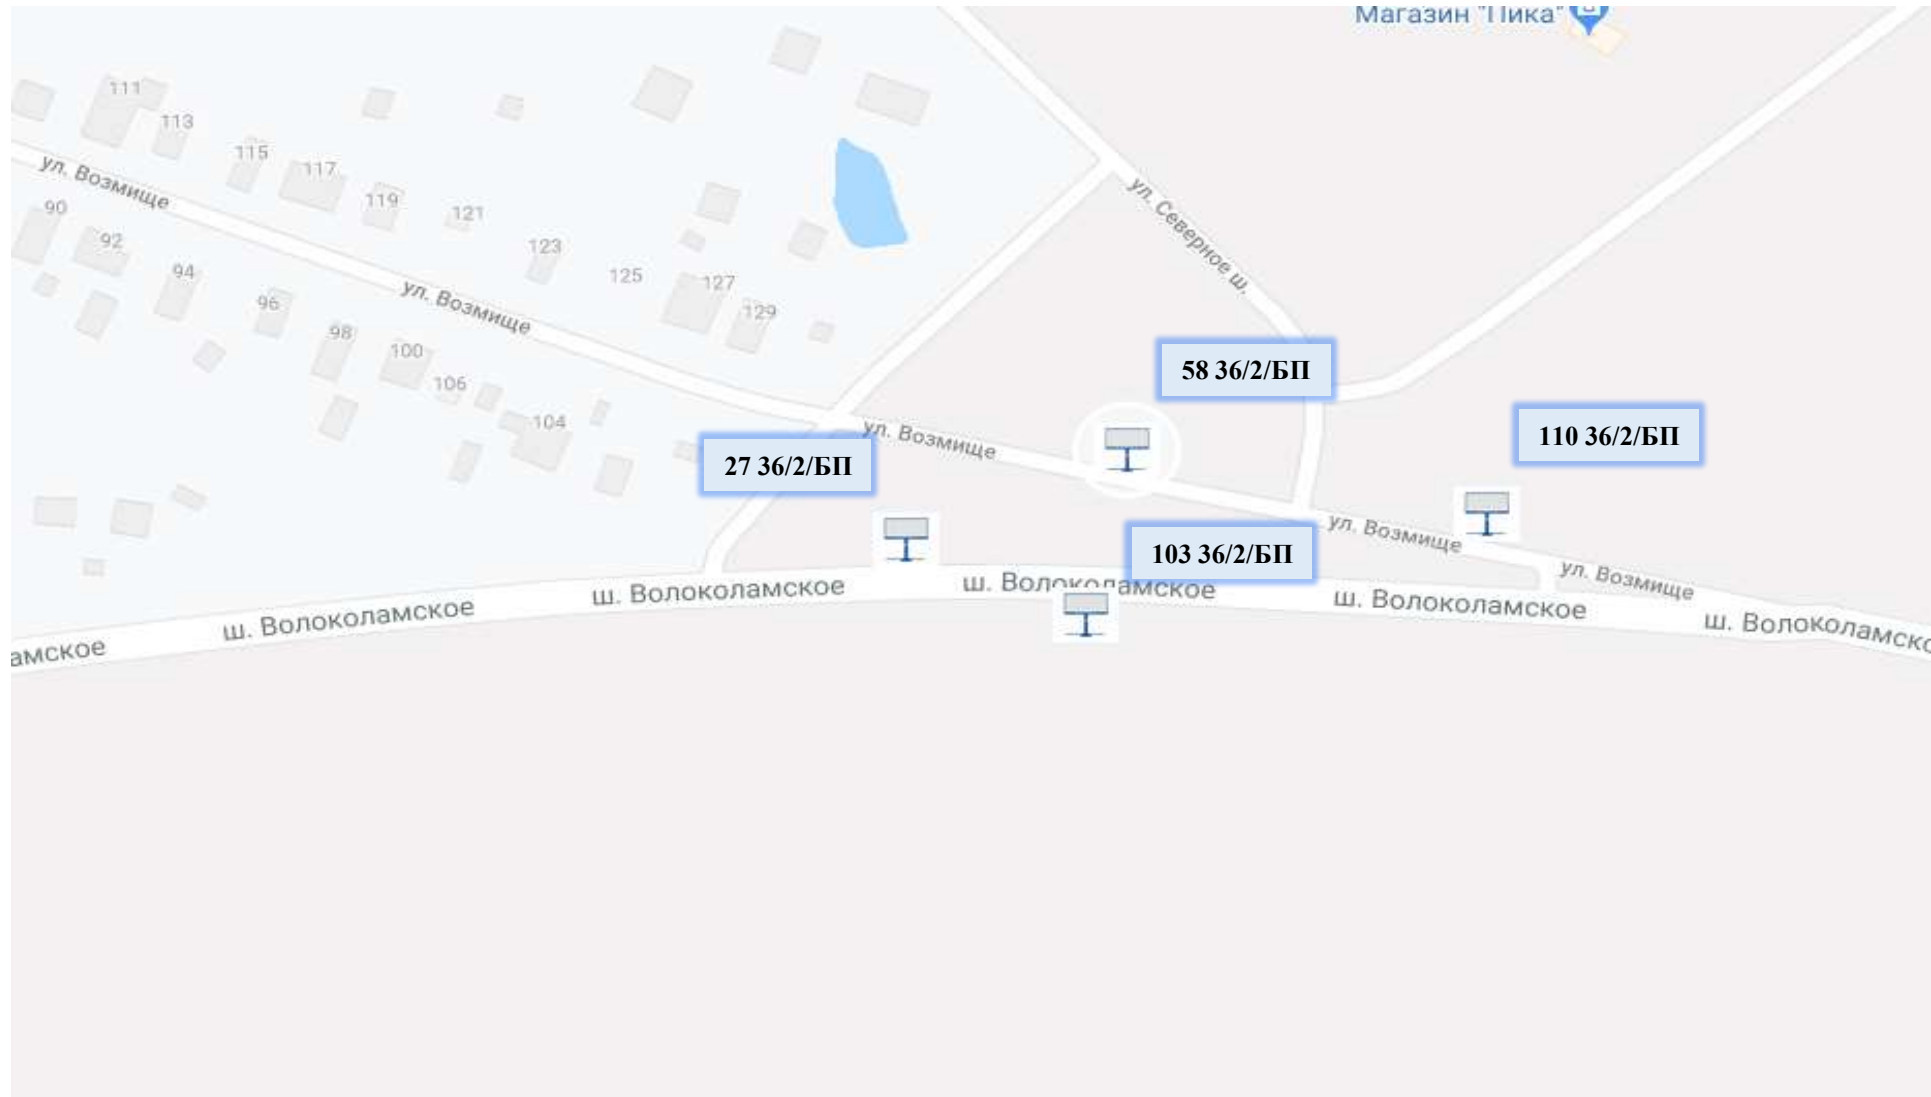 Магазин "Пика"
111
113
115
117
119
121
123
125
127
129
ул. Возмище
90
92
94
96
98
100
106
104
ул. Возмище
ул. Северное ш.
58 36/2/БП
110 36/2/БП
27 36/2/БП
ул. Возмище
103 36/2/БП
ул. Возмище
ул. Возмище
амское
ш. Волоколамское
ш. Волоколамское
ш. Волоколамское
ш. Волоколамское
ш. Волоколамско